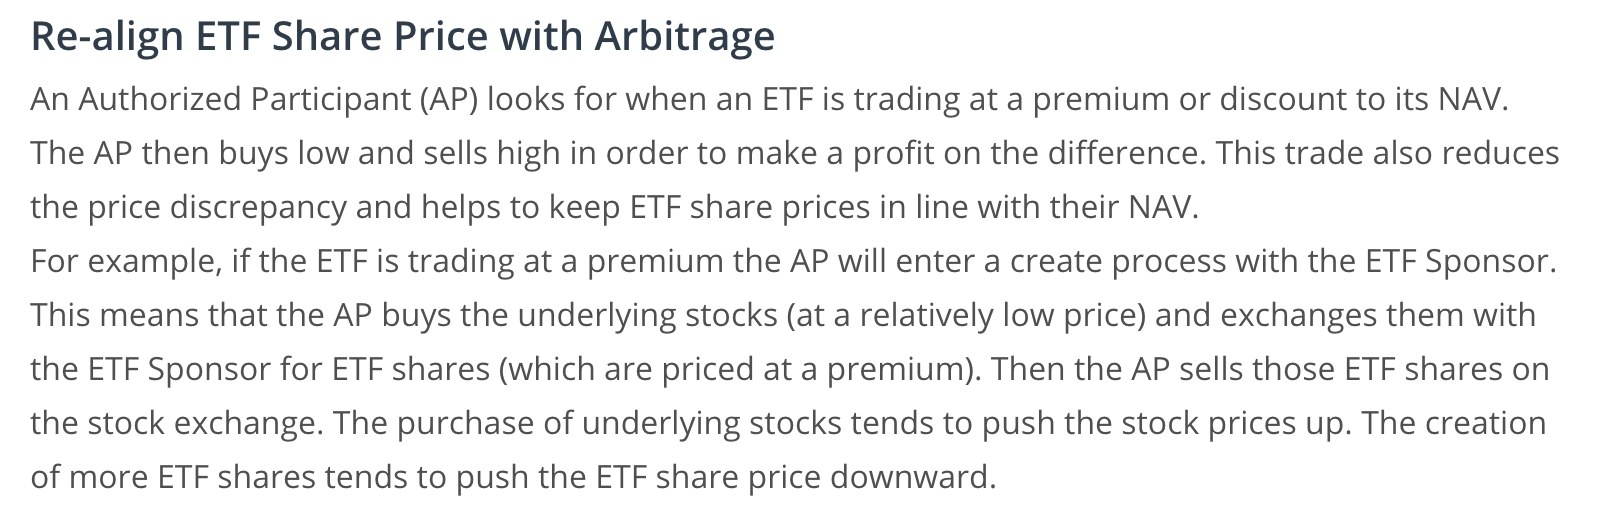 Re-align ETF Share Price with Arbitrage
An Authorized Participant (AP) looks for when an ETF is trading at a premium or discount to its NAV.
The AP then buys low and sells high in order to make a profit on the difference. This trade also reduces
the price discrepancy and helps to keep ETF share prices in line with their NAV.
For example, if the ETF is trading at a premium the AP will enter a create process with the ETF Sponsor.
This means that the AP buys the underlying stocks (at a relatively low price) and exchanges them with
the ETF Sponsor for ETF shares (which are priced at a premium). Then the AP sells those ETF shares on
the stock exchange. The purchase of underlying stocks tends to push the stock prices up. The creation
of more ETF shares tends to push the ETF share price downward.